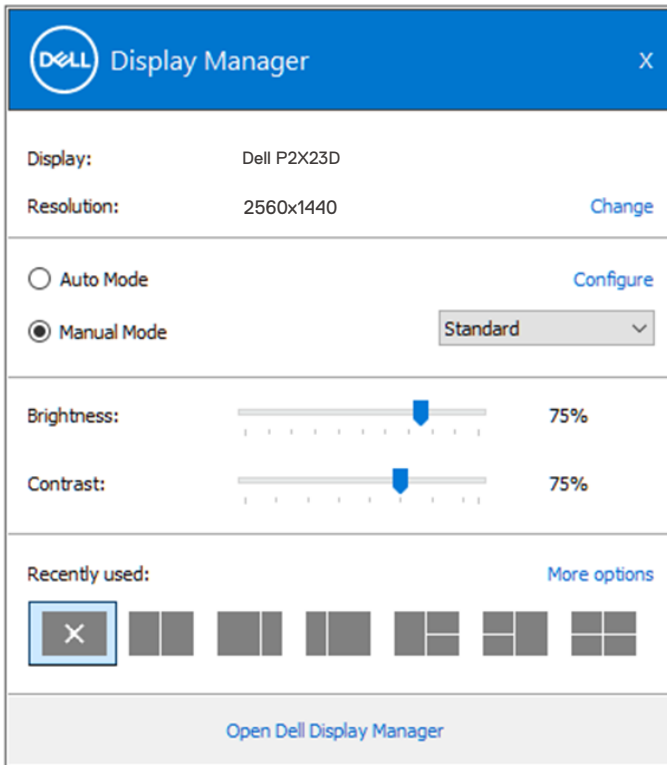 DELL Display Manager X
Display: Dell P2X23D
Resolution: 2560x1440 Change
Auto Mode Configure
Manual Mode Standard
Brightness: 75%
Contrast: 75%
Recently used: More options
Open Dell Display Manager